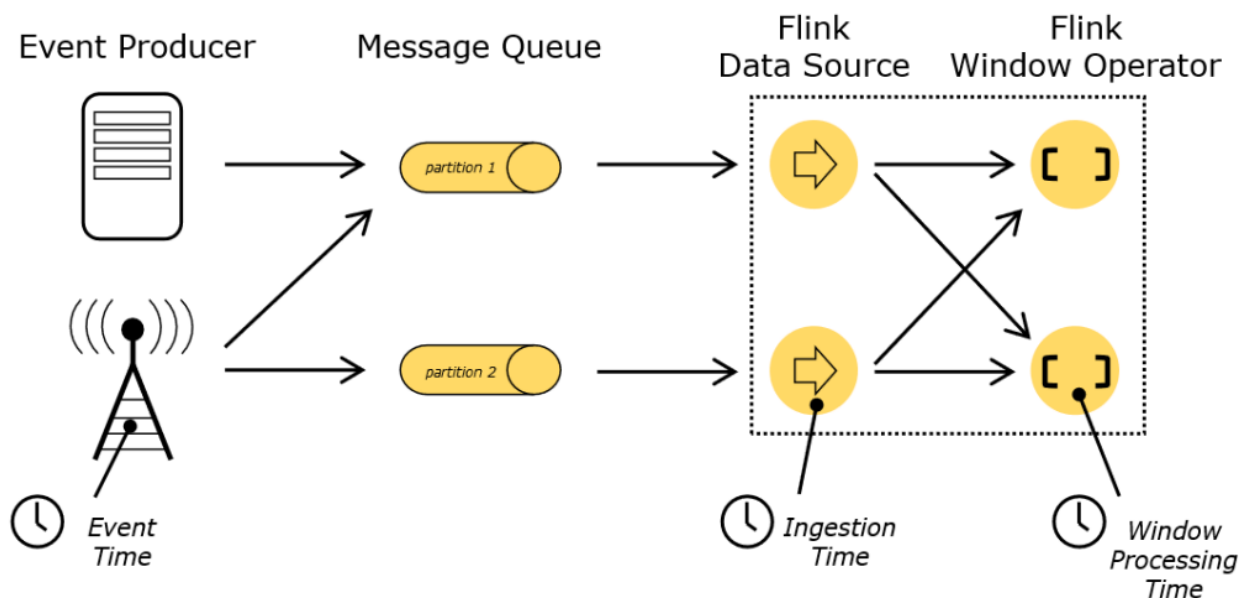 Event Producer
Message Queue
Flink
Data Source
Flink
Window Operator
partition 1
partition 2
Event
Time
Ingestion
Time
Window
Processing
Time